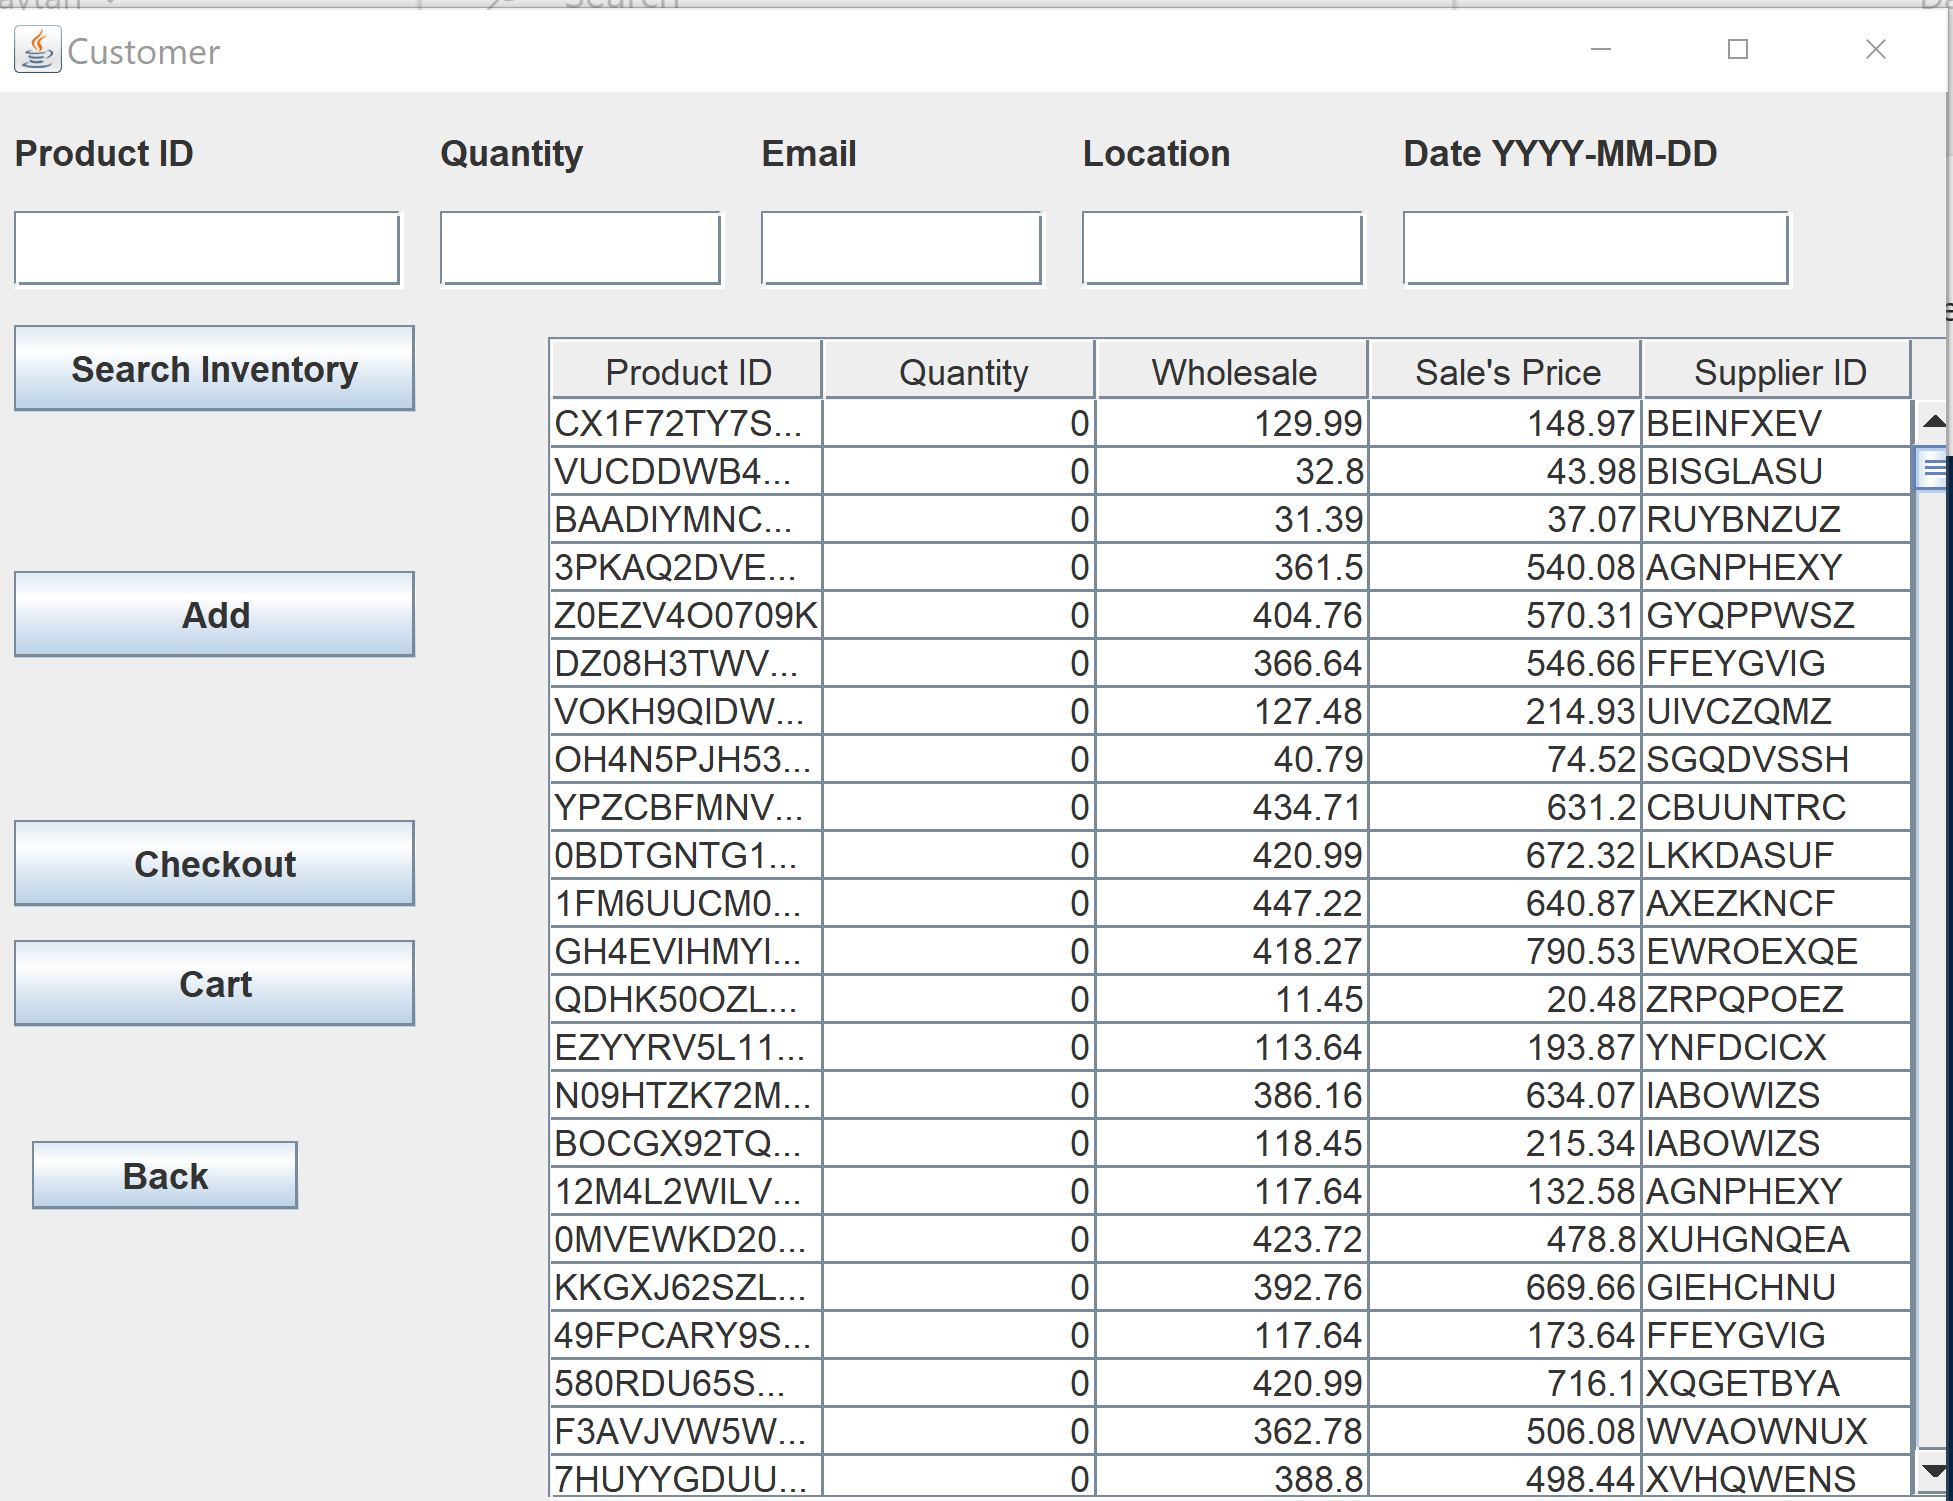 Search
Customer
Product ID Quantity Email Location Date YYYY-MM-DD
Search Inventory
Add
Checkout
Cart
Back
Product ID Quantity Wholesale Sale's Price Supplier ID
CX1F72TY7S... 0 129.99 148.97 BEINFXEV
VUCDDWB4... 0 32.8 43.98 BISGLASU
BAADIYMNC... 0 31.39 37.07 RUYBNZUZ
3PKAQ2DVE... 0 361.5 540.08 AGNPHEXY
Z0EZV4O0709K 0 404.76 570.31 GYQPPWSZ
DZ08H3TWV... 0 366.64 546.66 FFEYGVIG
VOKH9QIDW... 0 127.48 214.93 UIVCZQMZ
OH4N5PJH53... 0 40.79 74.52 SGQDVSSH
YPZCBFMNV... 0 434.71 631.2 CBUUNTRC
0BDTGNTG1... 0 420.99 672.32 LKKDASUF
1FM6UUCM0... 0 447.22 640.87 AXEZKNCF
GH4EVIHMYI... 0 418.27 790.53 EWROEXQE
QDHK50OZL... 0 11.45 20.48 ZRPQPOEZ
EZYYRV5L11... 0 113.64 193.87 YNFDCICX
N09HTZK72M... 0 386.16 634.07 IABOWIZS
BOCGX92TQ... 0 118.45 215.34 IABOWIZS
12M4L2WILV... 0 117.64 132.58 AGNPHEXY
0MVEWKD20... 0 423.72 478.8 XUHGNQEA
KKGXJ62SZL... 0 392.76 669.66 GIEHCHNU
49FPCARY9S... 0 117.64 173.64 FFEYGVIG
580RDU65S... 0 420.99 716.1 XQGETBYA
F3AVJVW5W... 0 362.78 506.08 WVAOWNUX
7HUYYGDUU... 0 388.8 498.44 XVHQWENS